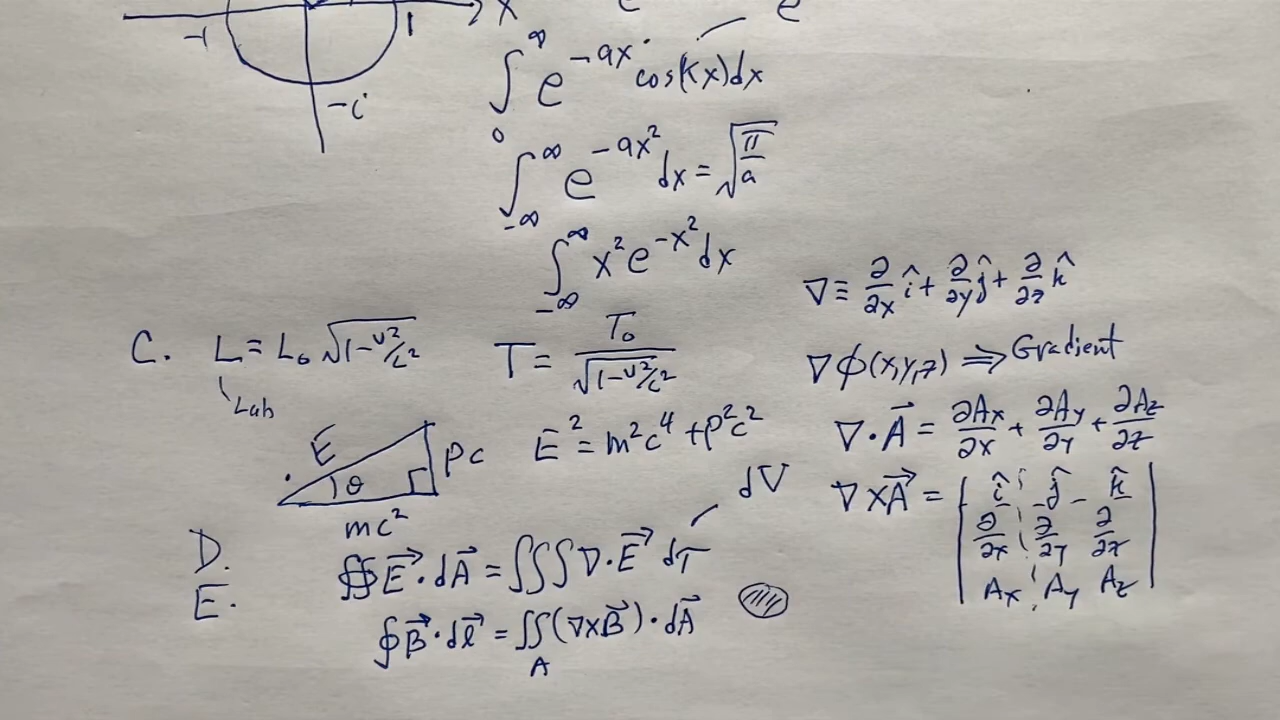 x e e
-1 1
-i
∫₀^∞ e^{-ax} cos(kx)dx
∫_{-∞}^∞ e^{-ax²} dx = √(π/a)
∫_{-∞}^∞ x² e^{-x²} dx
∇ ≡ ∂/∂x î + ∂/∂y ĵ + ∂/∂z k̂
C. L = L₀ √(1-v²/c²) T = T₀/√(1-v²/c²)
Lab
∇φ(x,y,z) ⇒ Gradient
E θ pc E² = m²c⁴ + p²c²
mc²
∇·A⃗ = ∂Ax/∂x + ∂Ay/∂y + ∂Az/∂z
∇×A⃗ = | î ĵ k̂ |
| ∂/∂x ∂/∂y ∂/∂z |
| Ax Ay Az |
dV
D. ∯ E⃗·dA⃗ = ∭ ∇·E⃗ dτ
E. ∮ B⃗·dl⃗ = ∬_A (∇×B⃗)·dA⃗